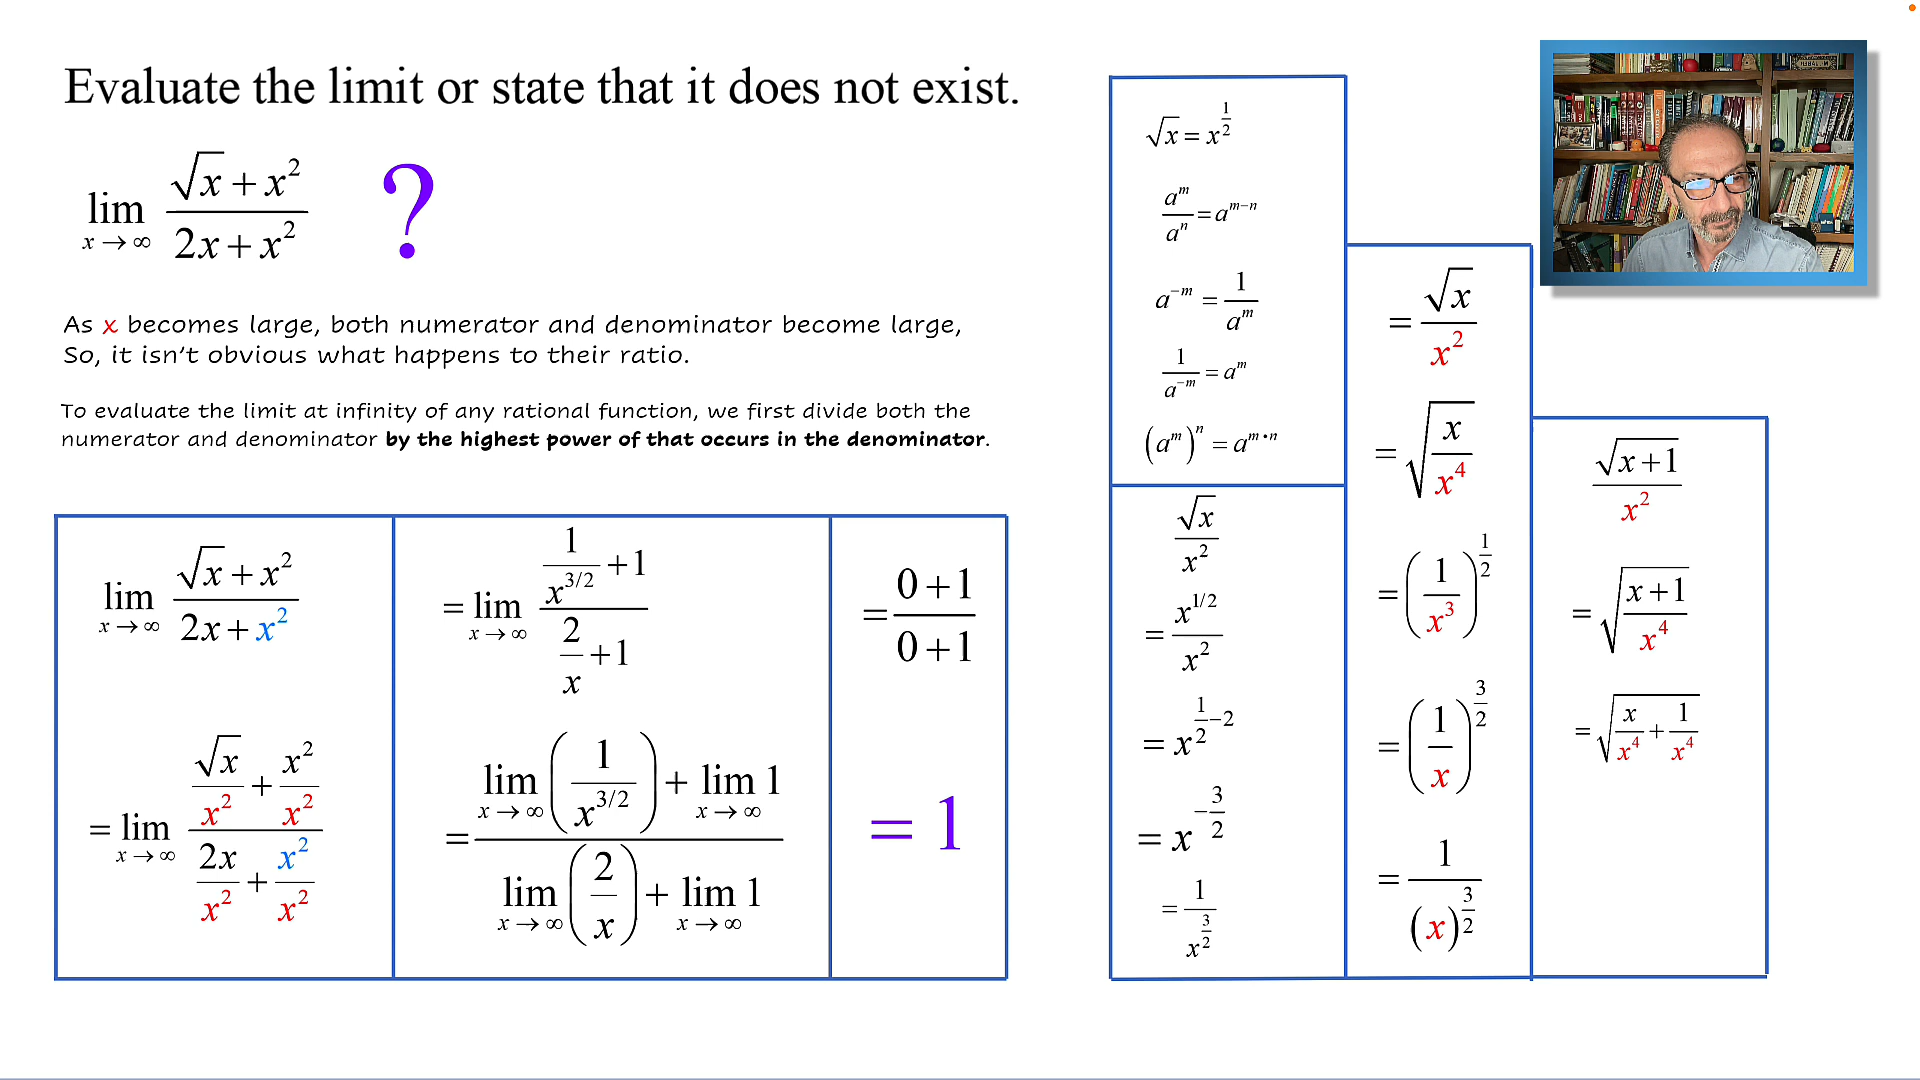 Evaluate the limit or state that it does not exist.
lim x→∞ (√x + x²)/(2x + x²) ?
As x becomes large, both numerator and denominator become large,
So, it isn't obvious what happens to their ratio.
To evaluate the limit at infinity of any rational function, we first divide both the
numerator and denominator by the highest power of that occurs in the denominator.
lim x→∞ (√x + x²)/(2x + x²)
= lim x→∞ (√x/x² + x²/x²)/(2x/x² + x²/x²)
= lim x→∞ (1/x^(3/2) + 1)/(2/x + 1)
= (lim x→∞ (1/x^(3/2)) + lim x→∞ 1)/(lim x→∞ (2/x) + lim x→∞ 1)
= (0+1)/(0+1)
= 1
√x = x^(1/2)
a^m/a^n = a^(m−n)
a^(−m) = 1/a^m
1/a^(−m) = a^m
(a^m)^n = a^(m•n)
√x/x²
= x^(1/2)/x²
= x^(1/2−2)
= x^(−3/2)
= 1/x^(3/2)
= √x/x²
= √(x/x⁴)
= (1/x³)^(1/2)
= (1/x)^(3/2)
= 1/(x)^(3/2)
√(x+1)/x²
= √((x+1)/x⁴)
= √(x/x⁴ + 1/x⁴)